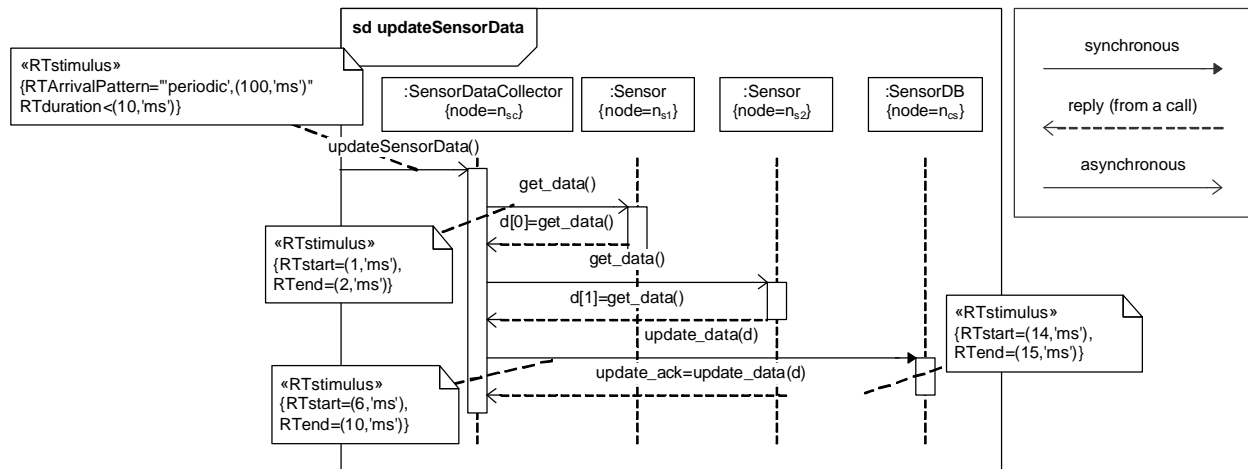 sd updateSensorData
«RTstimulus»
{RTArrivalPattern="'periodic',(100,'ms')"
RTduration<(10,'ms')}
:SensorDataCollector
{node=nsc}
:Sensor
{node=ns1}
:Sensor
{node=ns2}
:SensorDB
{node=ncs}
synchronous
reply (from a call)
asynchronous
updateSensorData()
get_data()
d[0]=get_data()
«RTstimulus»
{RTstart=(1,'ms'),
RTend=(2,'ms')}
get_data()
d[1]=get_data()
«RTstimulus»
{RTstart=(14,'ms'),
RTend=(15,'ms')}
update_data(d)
update_ack=update_data(d)
«RTstimulus»
{RTstart=(6,'ms'),
RTend=(10,'ms')}